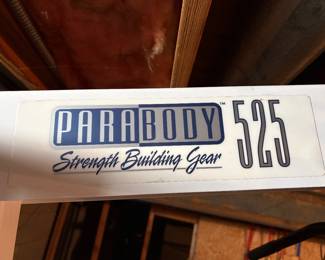 PARABODY™ 525
Strength Building Gear